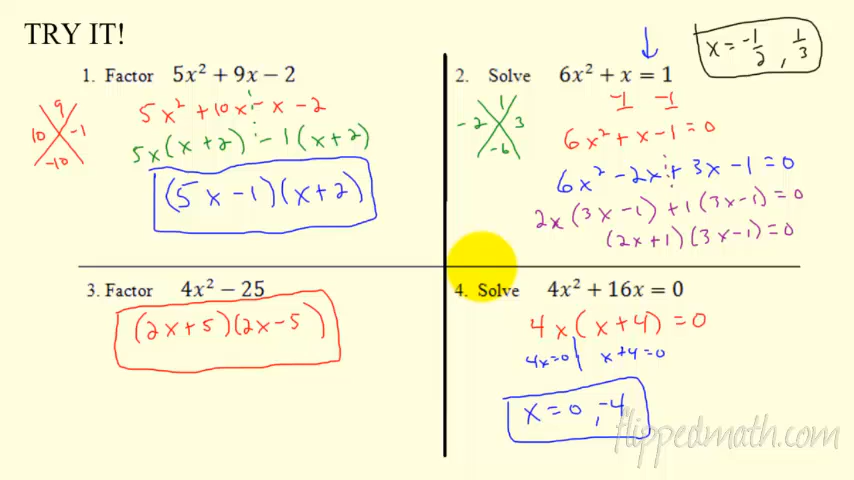 TRY IT!
1. Factor 5x² + 9x − 2
9
10 -1
-10
5x² + 10x - x - 2
5x(x+2) - 1(x+2)
(5x-1)(x+2)
2. Solve 6x² + x = 1
-1 -1
x = -1/2, 1/3
1
-2 3
-6
6x² + x - 1 = 0
6x² - 2x + 3x - 1 = 0
2x(3x-1) + 1(3x-1) = 0
(2x+1)(3x-1) = 0
3. Factor 4x² − 25
(2x+5)(2x-5)
4. Solve 4x² + 16x = 0
4x(x+4) = 0
4x=0 x+4=0
x = 0, -4
flippedmath.com